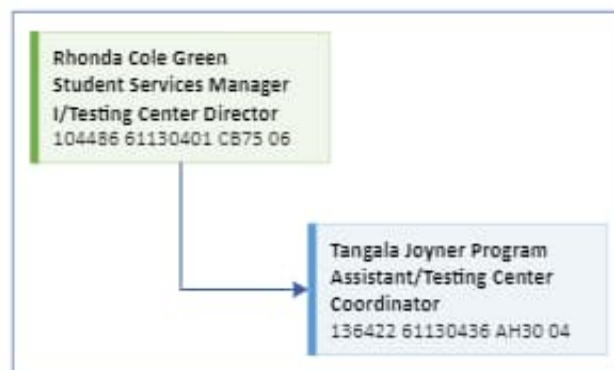 Rhonda Cole Green
Student Services Manager
I/Testing Center Director
104486 61130401 CB75 06
Tangala Joyner Program
Assistant/Testing Center
Coordinator
136422 61130436 AH30 04